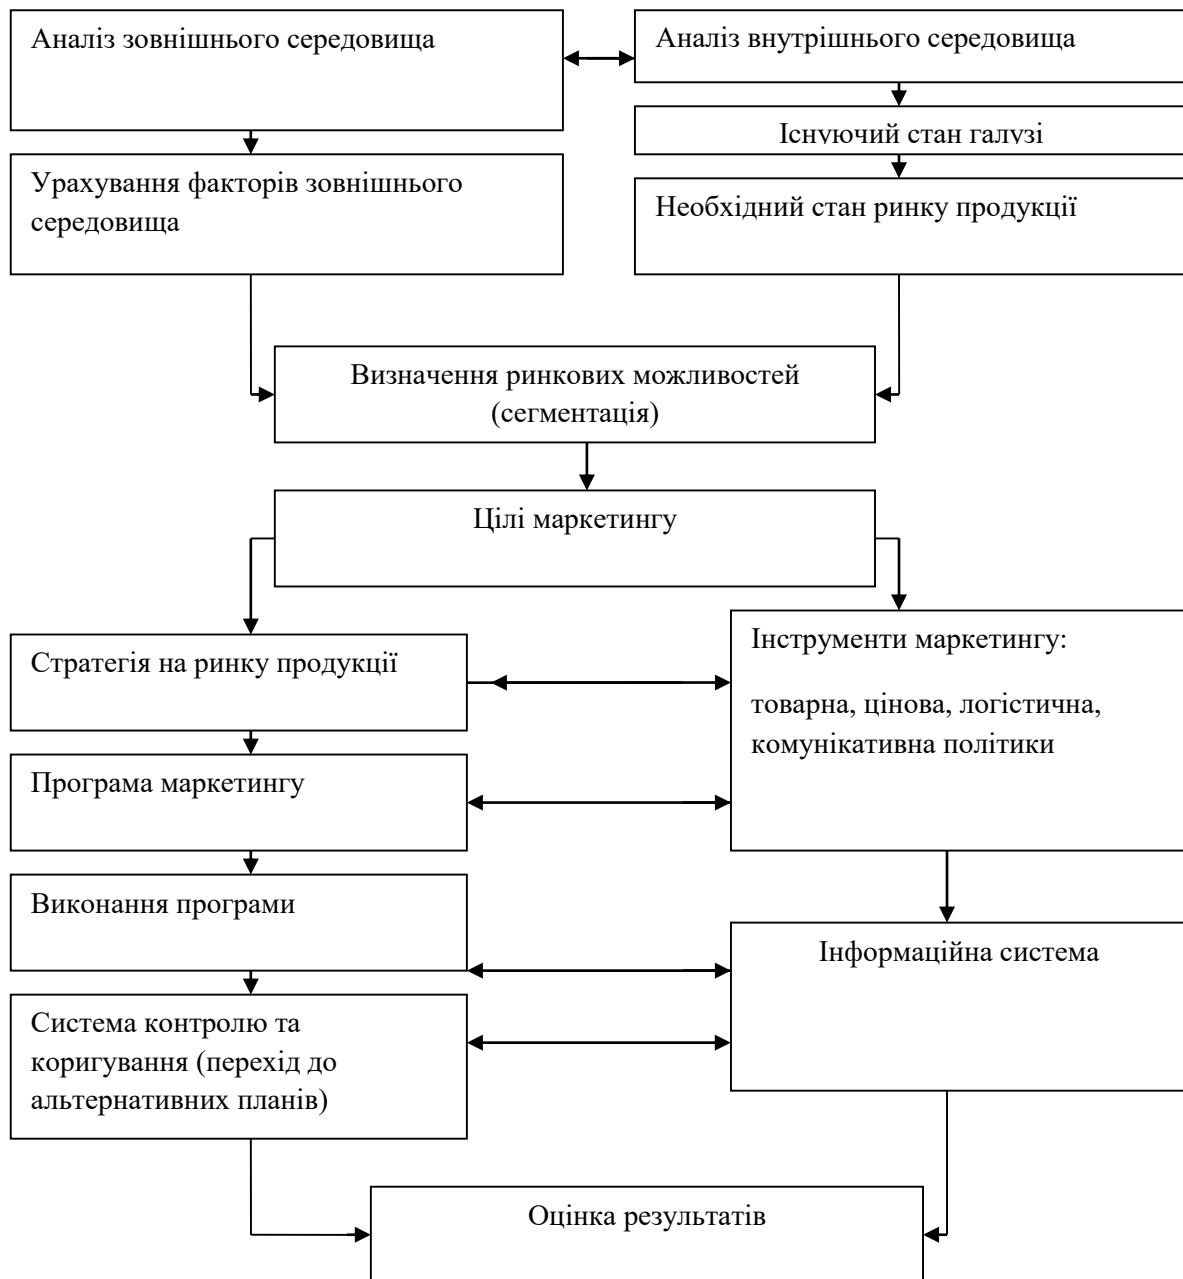 Аналіз зовнішнього середовища
Аналіз внутрішнього середовища
Існуючий стан галузі
Урахування факторів зовнішнього
середовища
Необхідний стан ринку продукції
Визначення ринкових можливостей
(сегментація)
Цілі маркетингу
Стратегія на ринку продукції
Інструменти маркетингу:
товарна, цінова, логістична,
комунікативна політики
Програма маркетингу
Виконання програми
Інформаційна система
Система контролю та
коригування (перехід до
альтернативних планів)
Оцінка результатів